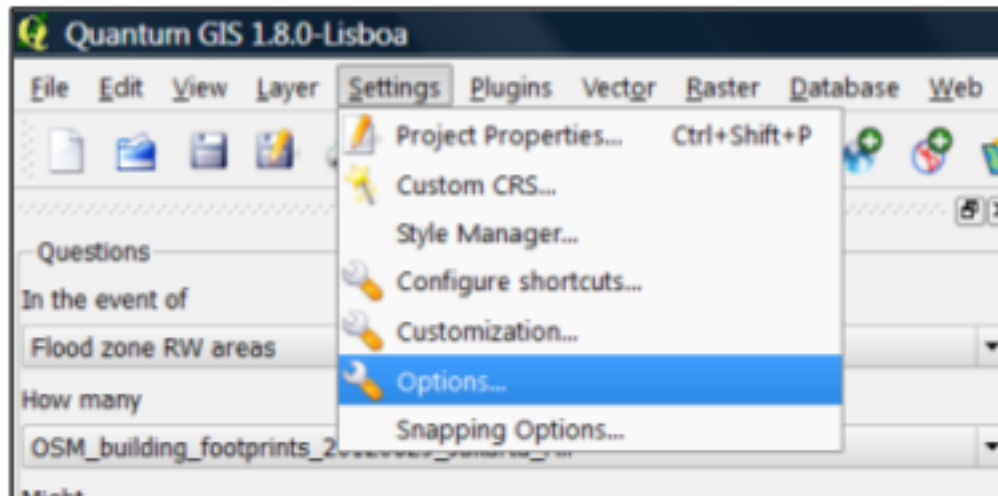 Quantum GIS 1.8.0-Lisboa
File Edit View Layer Settings Plugins Vector Raster Database Web
Project Properties... Ctrl+Shift+P
Custom CRS...
Style Manager...
Configure shortcuts...
Customization...
Options...
Snapping Options...
Questions
In the event of
Flood zone RW areas
How many
OSM_building_footprints_
Might